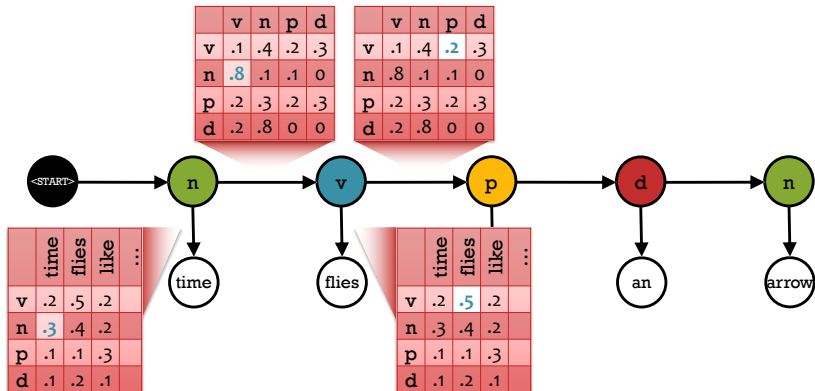 v n p d
v .1 .4 .2 .3
n .8 .1 .1 0
p .2 .3 .2 .3
d .2 .8 0 0
v n p d
v .1 .4 .2 .3
n .8 .1 .1 0
p .2 .3 .2 .3
d .2 .8 0 0
<START> n v p d n
time flies an arrow
time flies like …
v .2 .5 .2
n .3 .4 .2
p .1 .1 .3
d .1 .2 .1
time flies like …
v .2 .5 .2
n .3 .4 .2
p .1 .1 .3
d .1 .2 .1